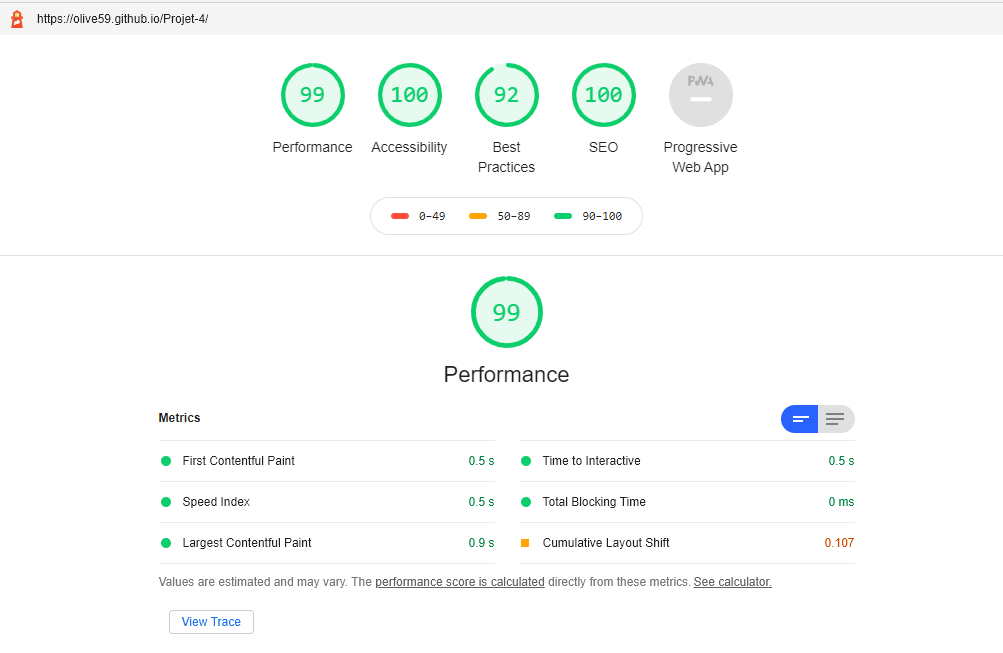 https://olive59.github.io/Projet-4/
99 100 92 100 PWA
Performance Accessibility Best Practices SEO Progressive Web App
0–49 50–89 90–100
99
Performance
Metrics
First Contentful Paint 0.5 s
Time to Interactive 0.5 s
Speed Index 0.5 s
Total Blocking Time 0 ms
Largest Contentful Paint 0.9 s
Cumulative Layout Shift 0.107
Values are estimated and may vary. The performance score is calculated directly from these metrics. See calculator.
View Trace